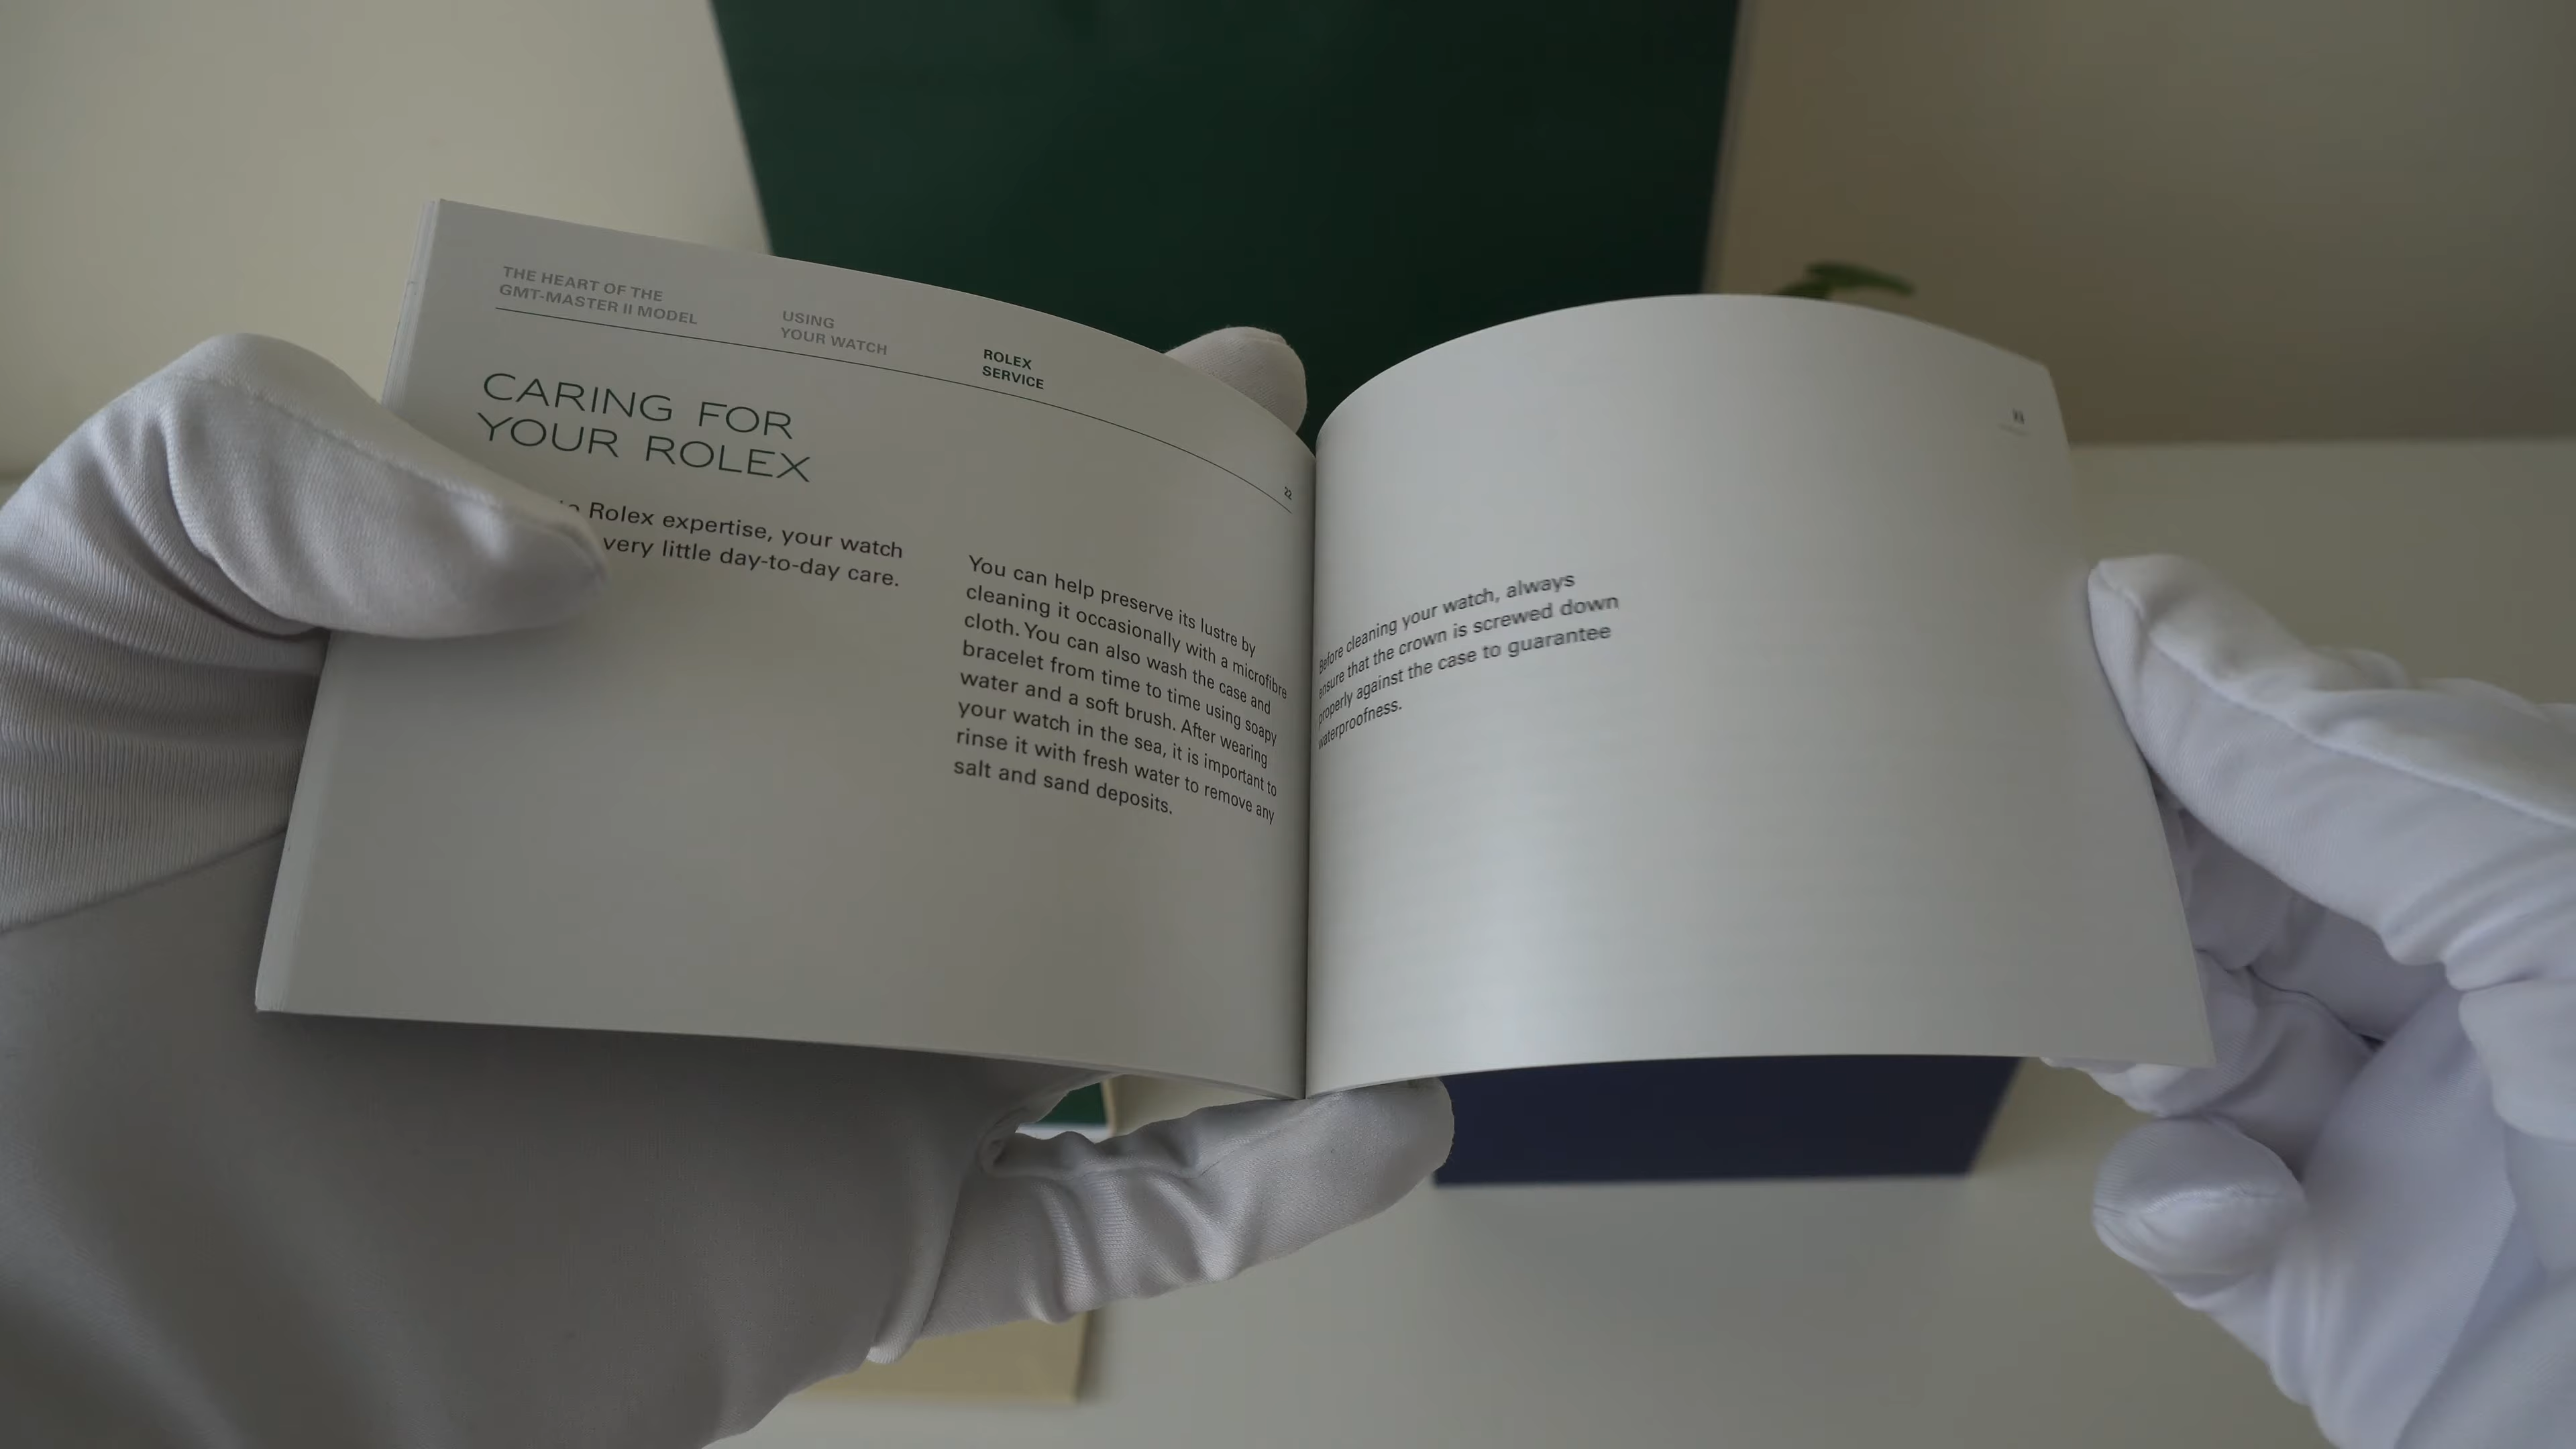 THE HEART OF THE
GMT-MASTER II MODEL
USING
YOUR WATCH
ROLEX
SERVICE
22
CARING FOR
YOUR ROLEX
Rolex expertise, your watch
very little day-to-day care.
You can help preserve its lustre by
cleaning it occasionally with a microfibre
cloth. You can also wash the case and
bracelet from time to time using soapy
water and a soft brush. After wearing
your watch in the sea, it is important to
rinse it with fresh water to remove any
salt and sand deposits.
Before cleaning your watch, always
ensure that the crown is screwed down
properly against the case to guarantee
waterproofness.